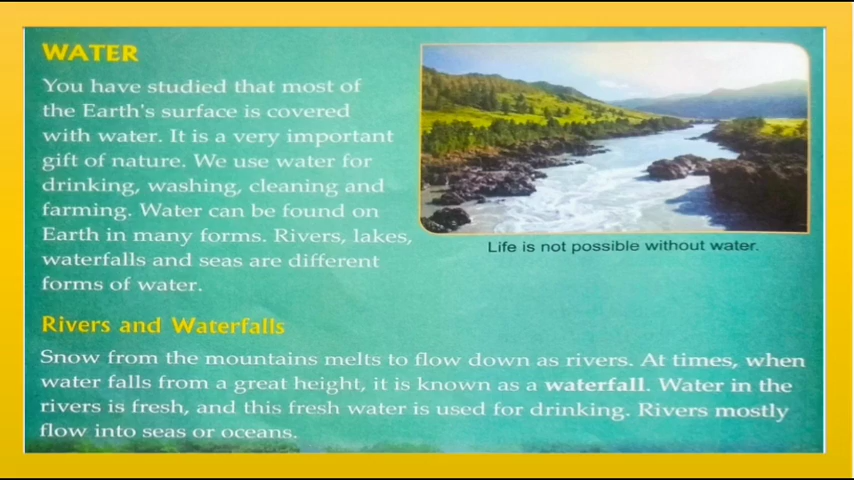 WATER
You have studied that most of
the Earth's surface is covered
with water. It is a very important
gift of nature. We use water for
drinking, washing, cleaning and
farming. Water can be found on
Earth in many forms. Rivers, lakes,
waterfalls and seas are different
forms of water.
Life is not possible without water.
Rivers and Waterfalls
Snow from the mountains melts to flow down as rivers. At times, when
water falls from a great height, it is known as a waterfall. Water in the
rivers is fresh, and this fresh water is used for drinking. Rivers mostly
flow into seas or oceans.